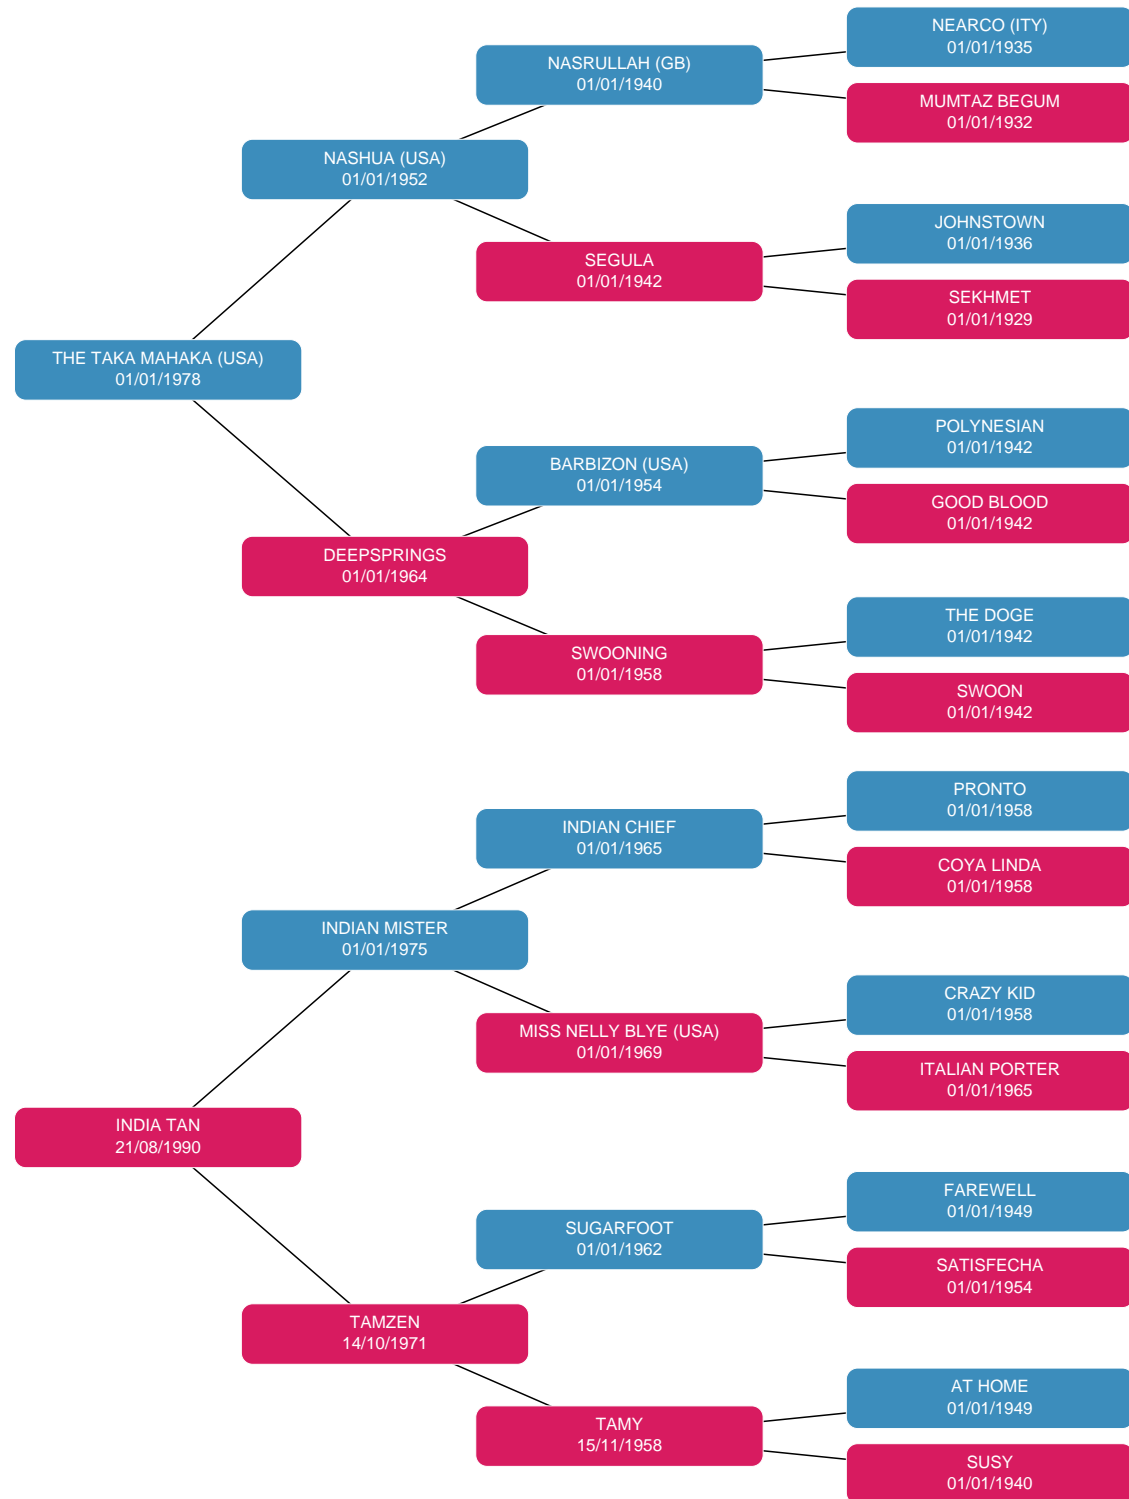 NEARCO (ITY)
01/01/1935
NASRULLAH (GB)
01/01/1940
MUMTAZ BEGUM
01/01/1932
NASHUA (USA)
01/01/1952
JOHNSTOWN
01/01/1936
SEGULA
01/01/1942
SEKHMET
01/01/1929
THE TAKA MAHAKA (USA)
01/01/1978
POLYNESIAN
01/01/1942
BARBIZON (USA)
01/01/1954
GOOD BLOOD
01/01/1942
DEEPSPRINGS
01/01/1964
THE DOGE
01/01/1942
SWOONING
01/01/1958
SWOON
01/01/1942
PRONTO
01/01/1958
INDIAN CHIEF
01/01/1965
COYA LINDA
01/01/1958
INDIAN MISTER
01/01/1975
CRAZY KID
01/01/1958
MISS NELLY BLYE (USA)
01/01/1969
ITALIAN PORTER
01/01/1965
INDIA TAN
21/08/1990
FAREWELL
01/01/1949
SUGARFOOT
01/01/1962
SATISFECHA
01/01/1954
TAMZEN
14/10/1971
AT HOME
01/01/1949
TAMY
15/11/1958
SUSY
01/01/1940